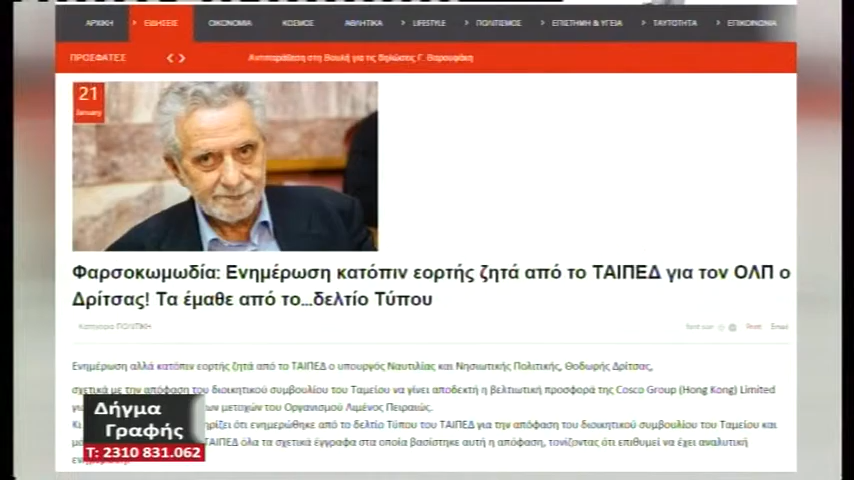 ΑΡΧΙΚΗ ΕΙΔΗΣΕΙΣ ΟΙΚΟΝΟΜΙΑ ΚΟΣΜΟΣ ΑΘΛΗΤΙΚΑ LIFESTYLE ΠΟΛΙΤΙΣΜΟΣ ΕΠΙΣΤΗΜΗ & ΥΓΕΙΑ ΤΑΥΤΟΤΗΤΑ ΕΠΙΚΟΙΝΩΝΙΑ
ΠΡΟΣΦΑΤΕΣ Αντιπαράθεση στη Βουλή για τις δηλώσεις Γ. Βαρουφάκη
21
January
Φαρσοκωμωδία: Ενημέρωση κατόπιν εορτής ζητά από το ΤΑΙΠΕΔ για τον ΟΛΠ ο
Δρίτσας! Τα έμαθε από το...δελτίο Τύπου
Κατηγορία ΠΟΛΙΤΙΚΗ
font size Print Email
Ενημέρωση αλλά κατόπιν εορτής ζητά από το ΤΑΙΠΕΔ ο υπουργός Ναυτιλίας και Νησιωτικής Πολιτικής, Θοδωρής Δρίτσας,
σχετικά με την απόφαση του διοικητικού συμβουλίου του Ταμείου να γίνει αποδεκτή η βελτιωτική προσφορά της Cosco Group (Hong Kong) Limited
των μετοχών του Οργανισμού Λιμένος Πειραιώς.
ότι ενημερώθηκε από το δελτίο Τύπου του ΤΑΙΠΕΔ για την απόφαση του διοικητικού συμβουλίου του Ταμείου και
ΤΑΙΠΕΔ όλα τα σχετικά έγγραφα στα οποία βασίστηκε αυτή η απόφαση, τονίζοντας ότι επιθυμεί να έχει αναλυτική
Δήγμα
Γραφής
Τ: 2310 831.062